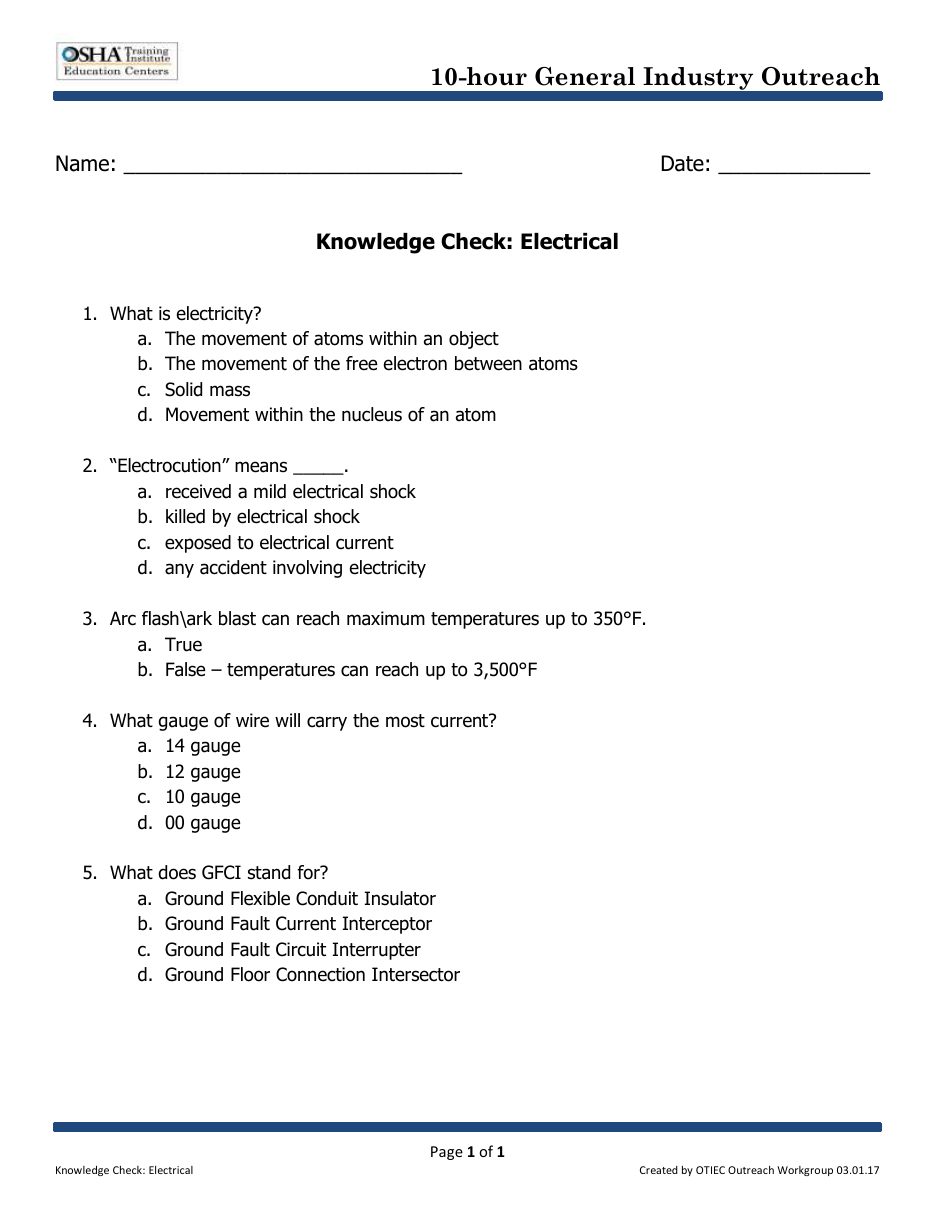 OSHA Training Institute
Education Centers
10-hour General Industry Outreach
Name: _______________________________ Date: ______________
Knowledge Check: Electrical
1. What is electricity?
a. The movement of atoms within an object
b. The movement of the free electron between atoms
c. Solid mass
d. Movement within the nucleus of an atom
2. “Electrocution” means _____.
a. received a mild electrical shock
b. killed by electrical shock
c. exposed to electrical current
d. any accident involving electricity
3. Arc flash\ark blast can reach maximum temperatures up to 350°F.
a. True
b. False – temperatures can reach up to 3,500°F
4. What gauge of wire will carry the most current?
a. 14 gauge
b. 12 gauge
c. 10 gauge
d. 00 gauge
5. What does GFCI stand for?
a. Ground Flexible Conduit Insulator
b. Ground Fault Current Interceptor
c. Ground Fault Circuit Interrupter
d. Ground Floor Connection Intersector
Page 1 of 1
Knowledge Check: Electrical Created by OTIEC Outreach Workgroup 03.01.17